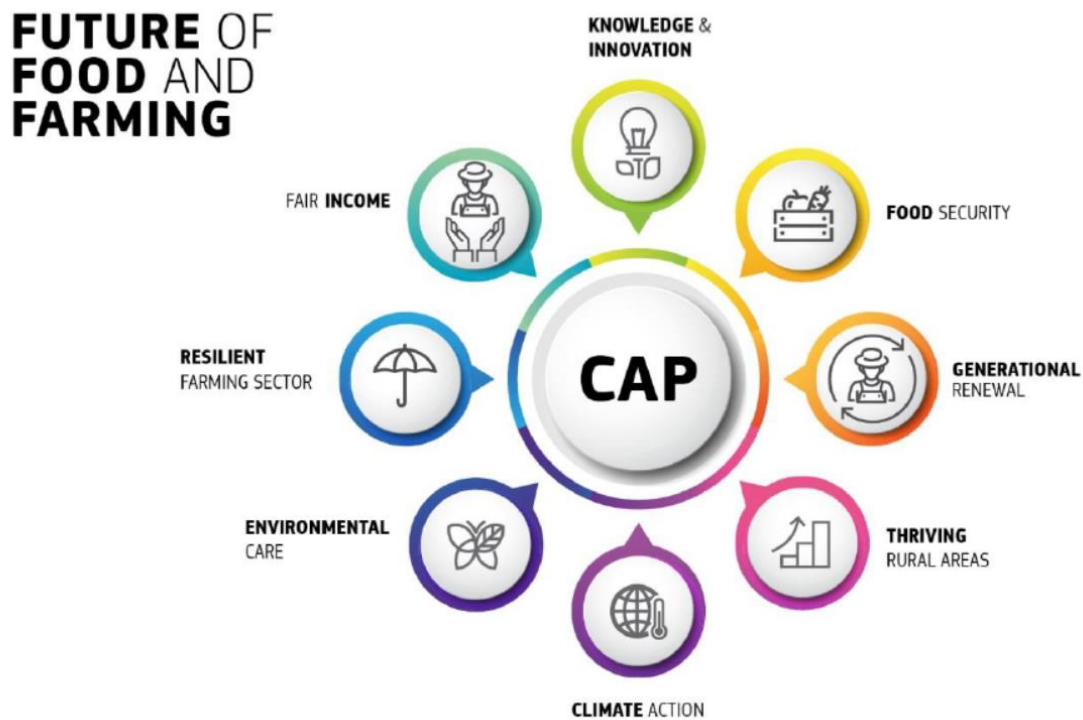 FUTURE OF
FOOD AND
FARMING
KNOWLEDGE &
INNOVATION
FOOD SECURITY
GENERATIONAL
RENEWAL
THRIVING
RURAL AREAS
CLIMATE ACTION
ENVIRONMENTAL
CARE
RESILIENT
FARMING SECTOR
FAIR INCOME
CAP